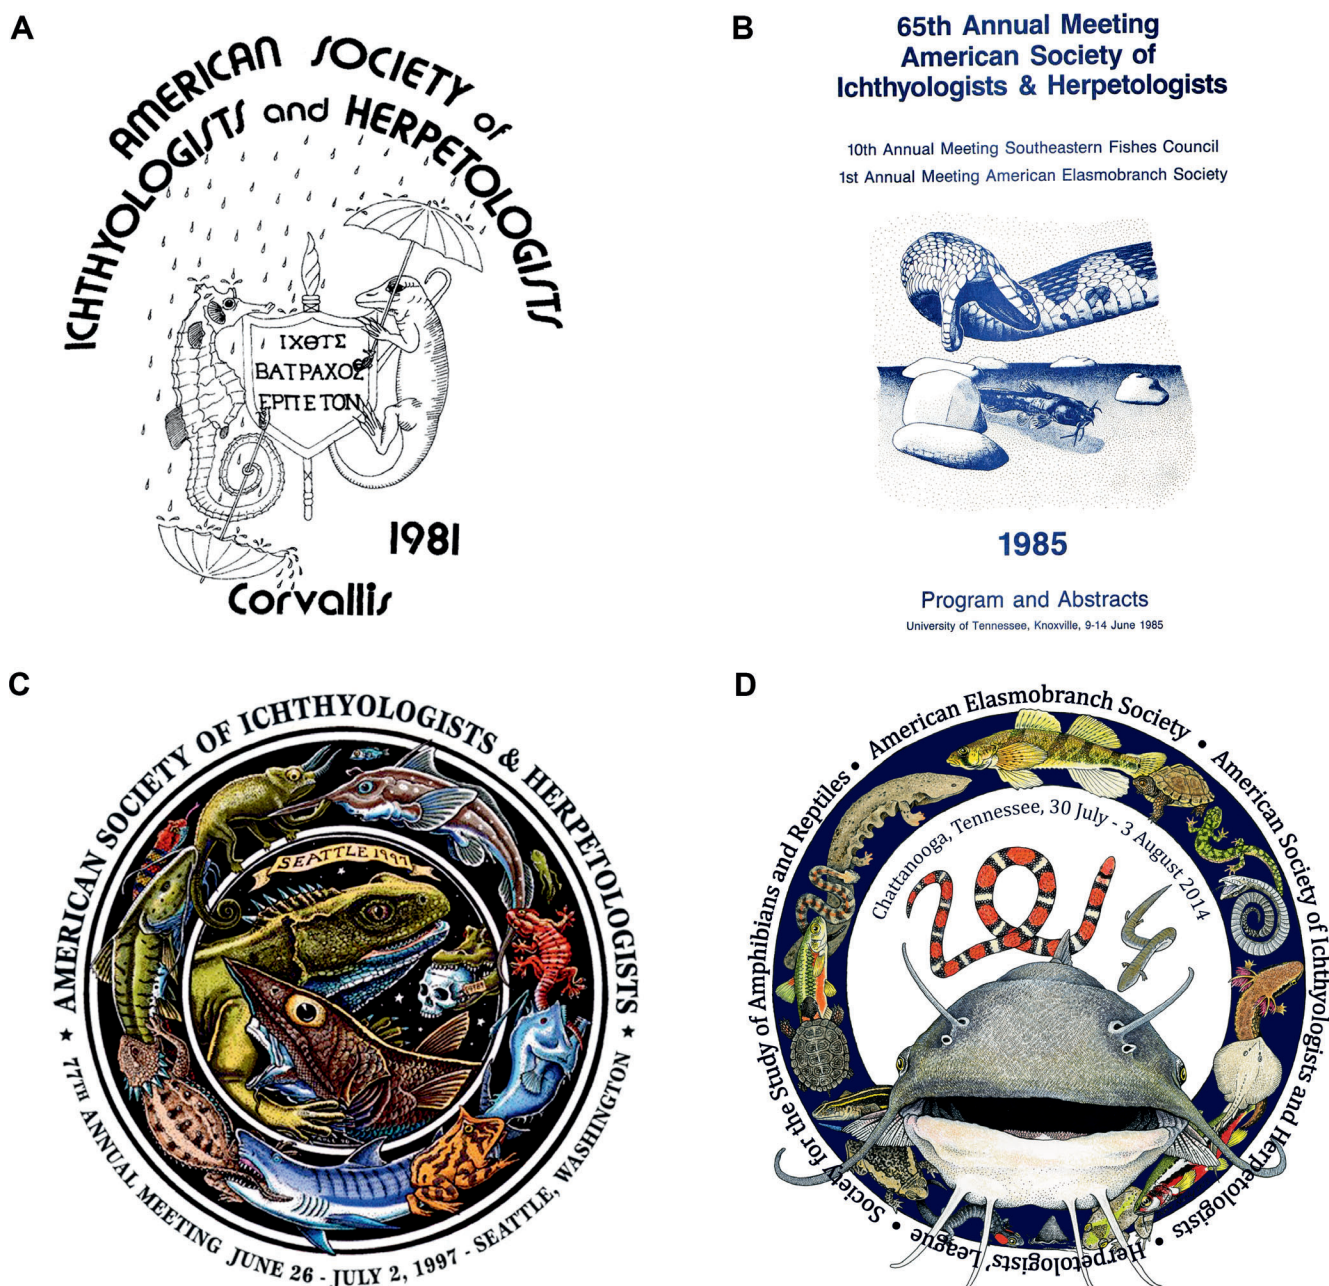 A
AMERICAN SOCIETY of
ICHTHYOLOGISTS and HERPETOLOGISTS
ΙΧΘΤΣ
ΒΑΤΡΑΧΟΣ
ΕΡΠΕΤΟΝ
1981
Corvallis
B
65th Annual Meeting
American Society of
Ichthyologists & Herpetologists
10th Annual Meeting Southeastern Fishes Council
1st Annual Meeting American Elasmobranch Society
1985
Program and Abstracts
University of Tennessee, Knoxville, 9-14 June 1985
C
AMERICAN SOCIETY OF ICHTHYOLOGISTS & HERPETOLOGISTS
SEATTLE 1997
★ 77TH ANNUAL MEETING JUNE 26 - JULY 2, 1997 - SEATTLE, WASHINGTON ★
D
Society for the Study of Amphibians and Reptiles • American Elasmobranch Society • American Society of Ichthyologists and Herpetologists • Herpetologists' League •
Chattanooga, Tennessee, 30 July - 3 August 2014
2014